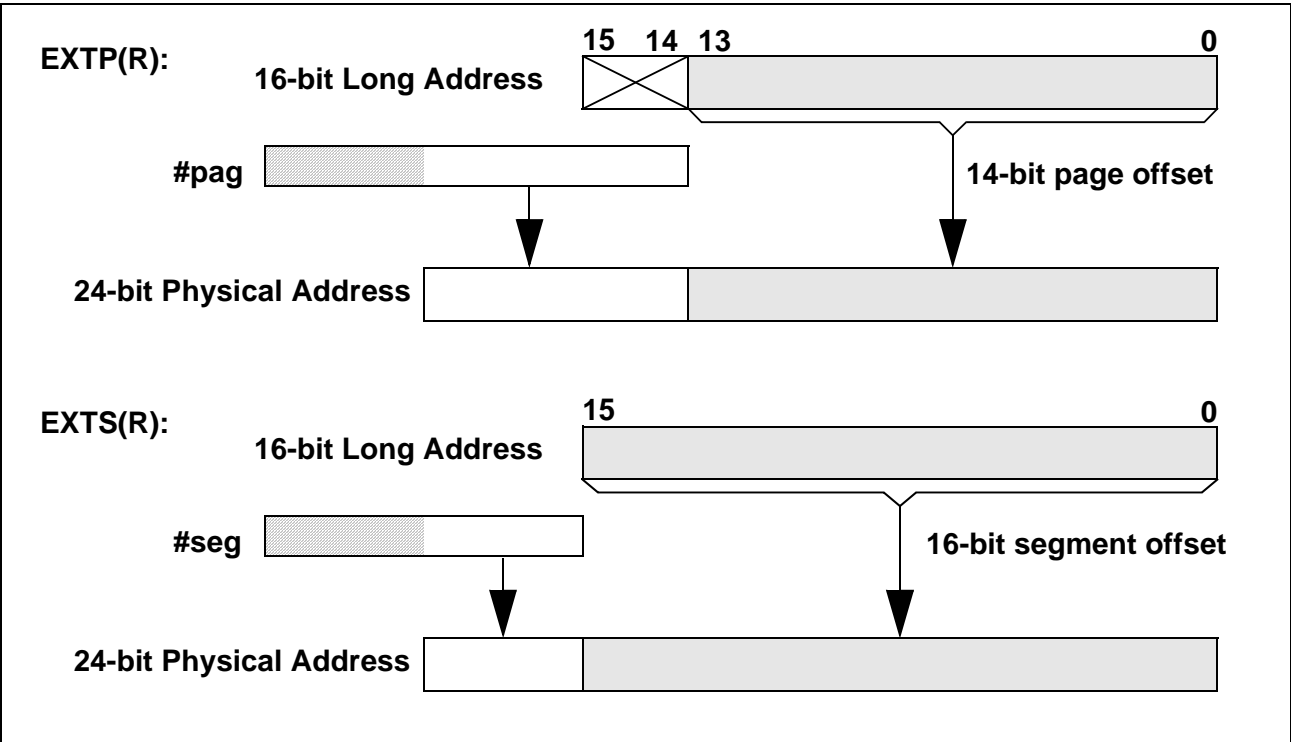 EXTP(R):
15 14 13 0
16-bit Long Address
#pag
14-bit page offset
24-bit Physical Address
EXTS(R):
15 0
16-bit Long Address
#seg
16-bit segment offset
24-bit Physical Address